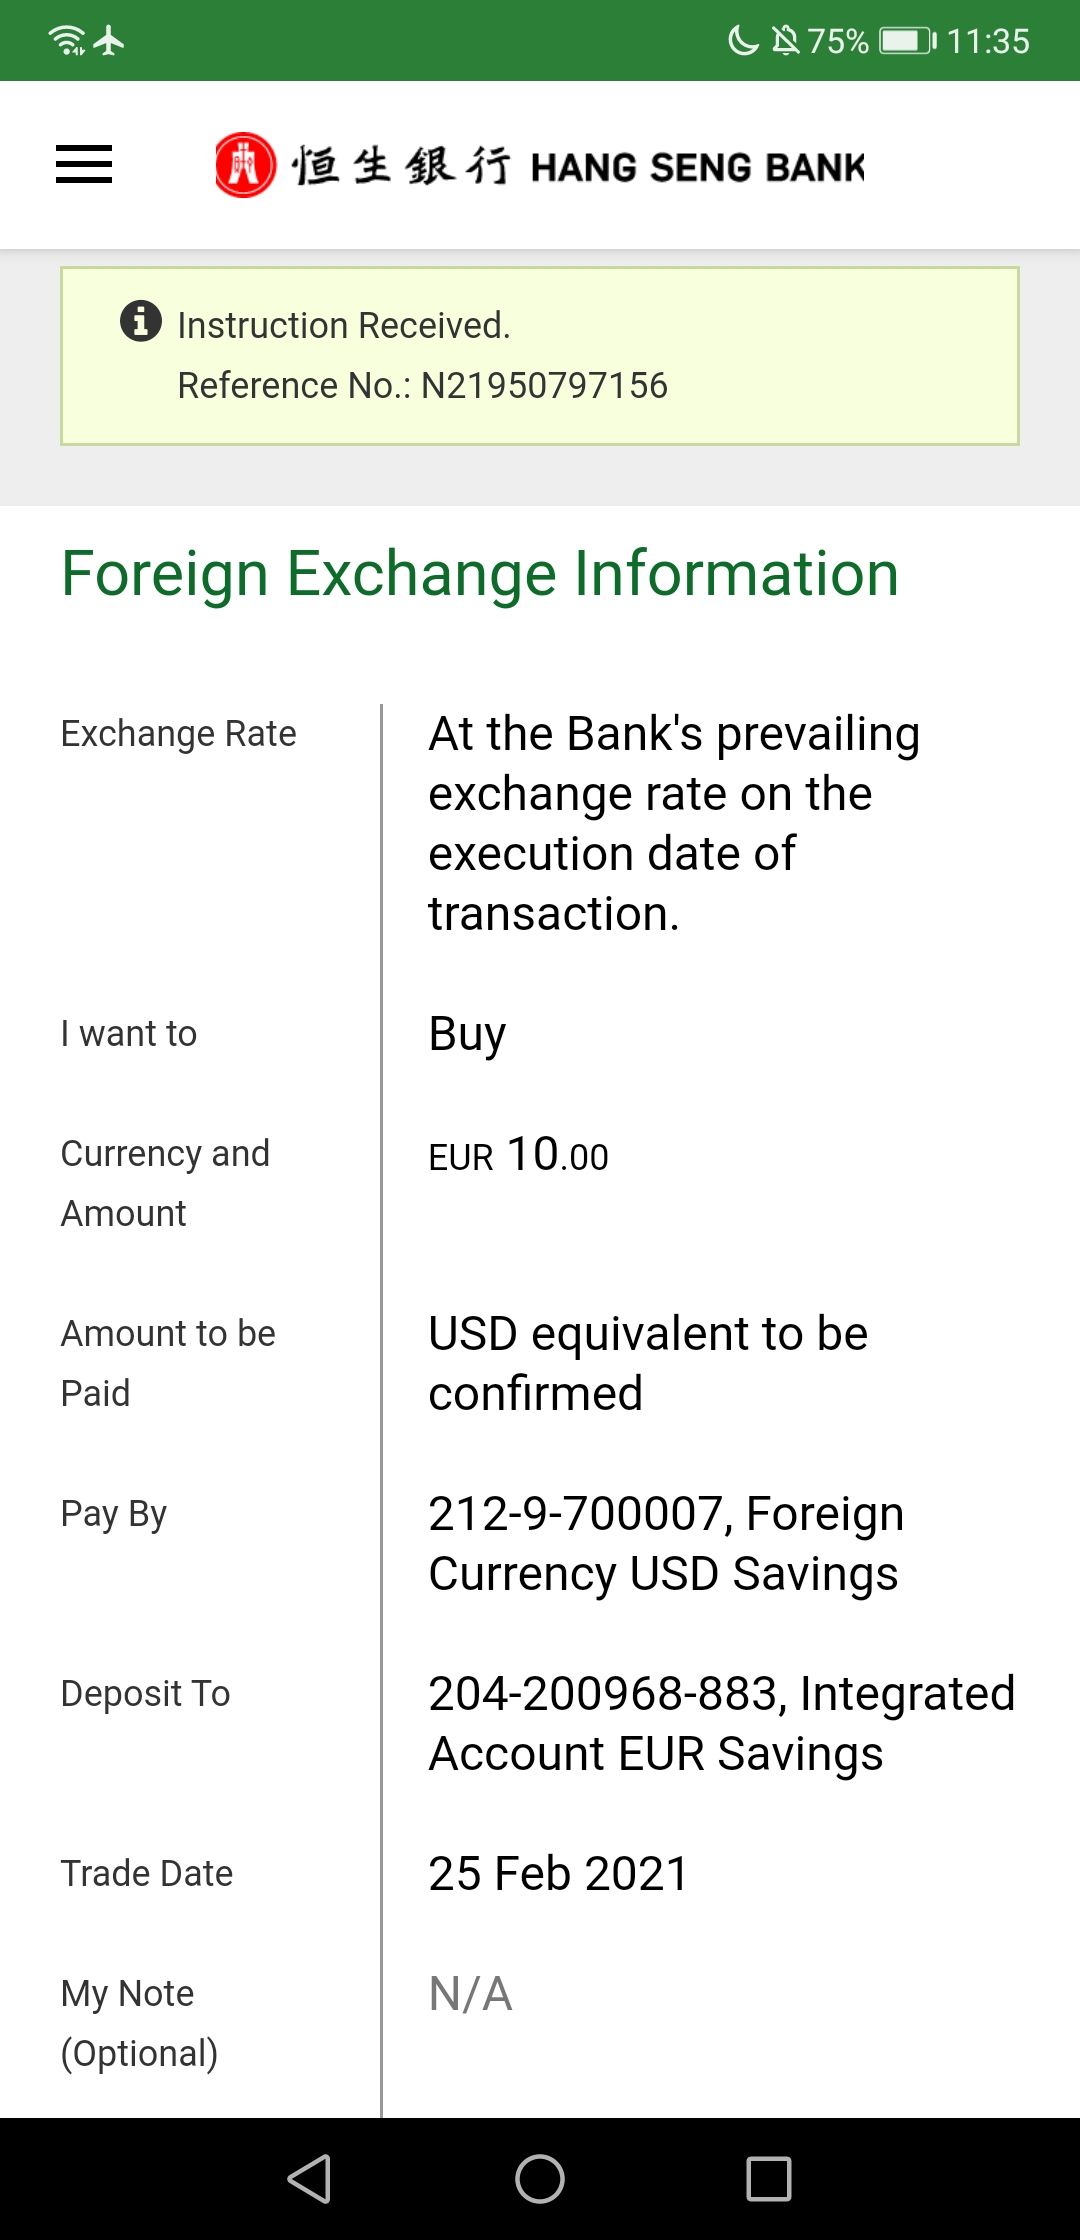 75% 11:35
恒生銀行 HANG SENG BANK
Instruction Received.
Reference No.: N21950797156
Foreign Exchange Information
Exchange Rate
At the Bank's prevailing
exchange rate on the
execution date of
transaction.
I want to
Buy
Currency and
Amount
EUR 10.00
Amount to be
Paid
USD equivalent to be
confirmed
Pay By
212-9-700007, Foreign
Currency USD Savings
Deposit To
204-200968-883, Integrated
Account EUR Savings
Trade Date
25 Feb 2021
My Note
(Optional)
N/A